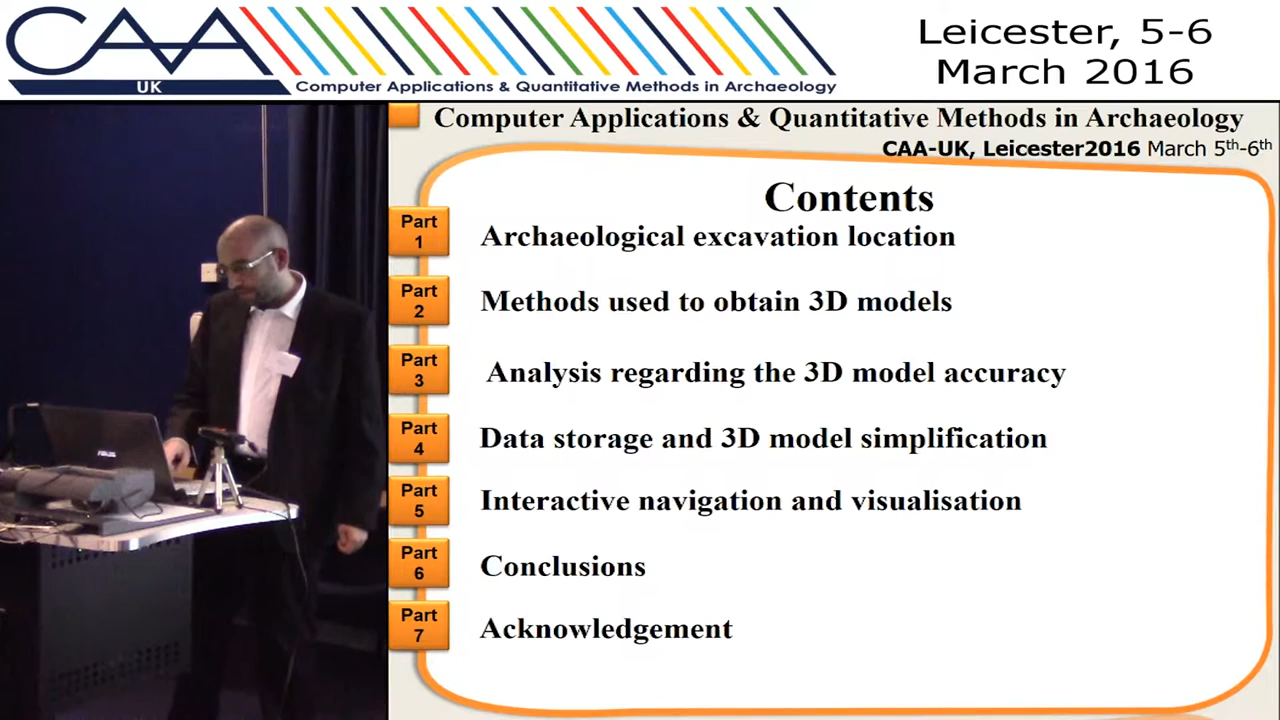 CAA
UK
Computer Applications & Quantitative Methods in Archaeology
Leicester, 5-6
March 2016
Computer Applications & Quantitative Methods in Archaeology
CAA-UK, Leicester2016 March 5th-6th
Contents
Part 1
Archaeological excavation location
Part 2
Methods used to obtain 3D models
Part 3
Analysis regarding the 3D model accuracy
Part 4
Data storage and 3D model simplification
Part 5
Interactive navigation and visualisation
Part 6
Conclusions
Part 7
Acknowledgement
ASUS